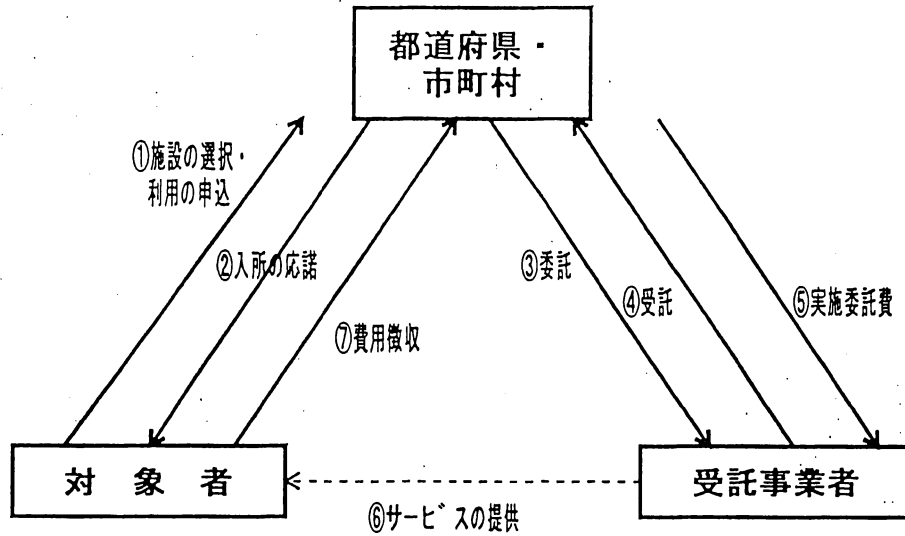 都道府県・
市町村
①施設の選択・
利用の申込
②入所の応諾
③委託
④受託
⑤実施委託費
⑦費用徴収
対象者
受託事業者
⑥サービスの提供